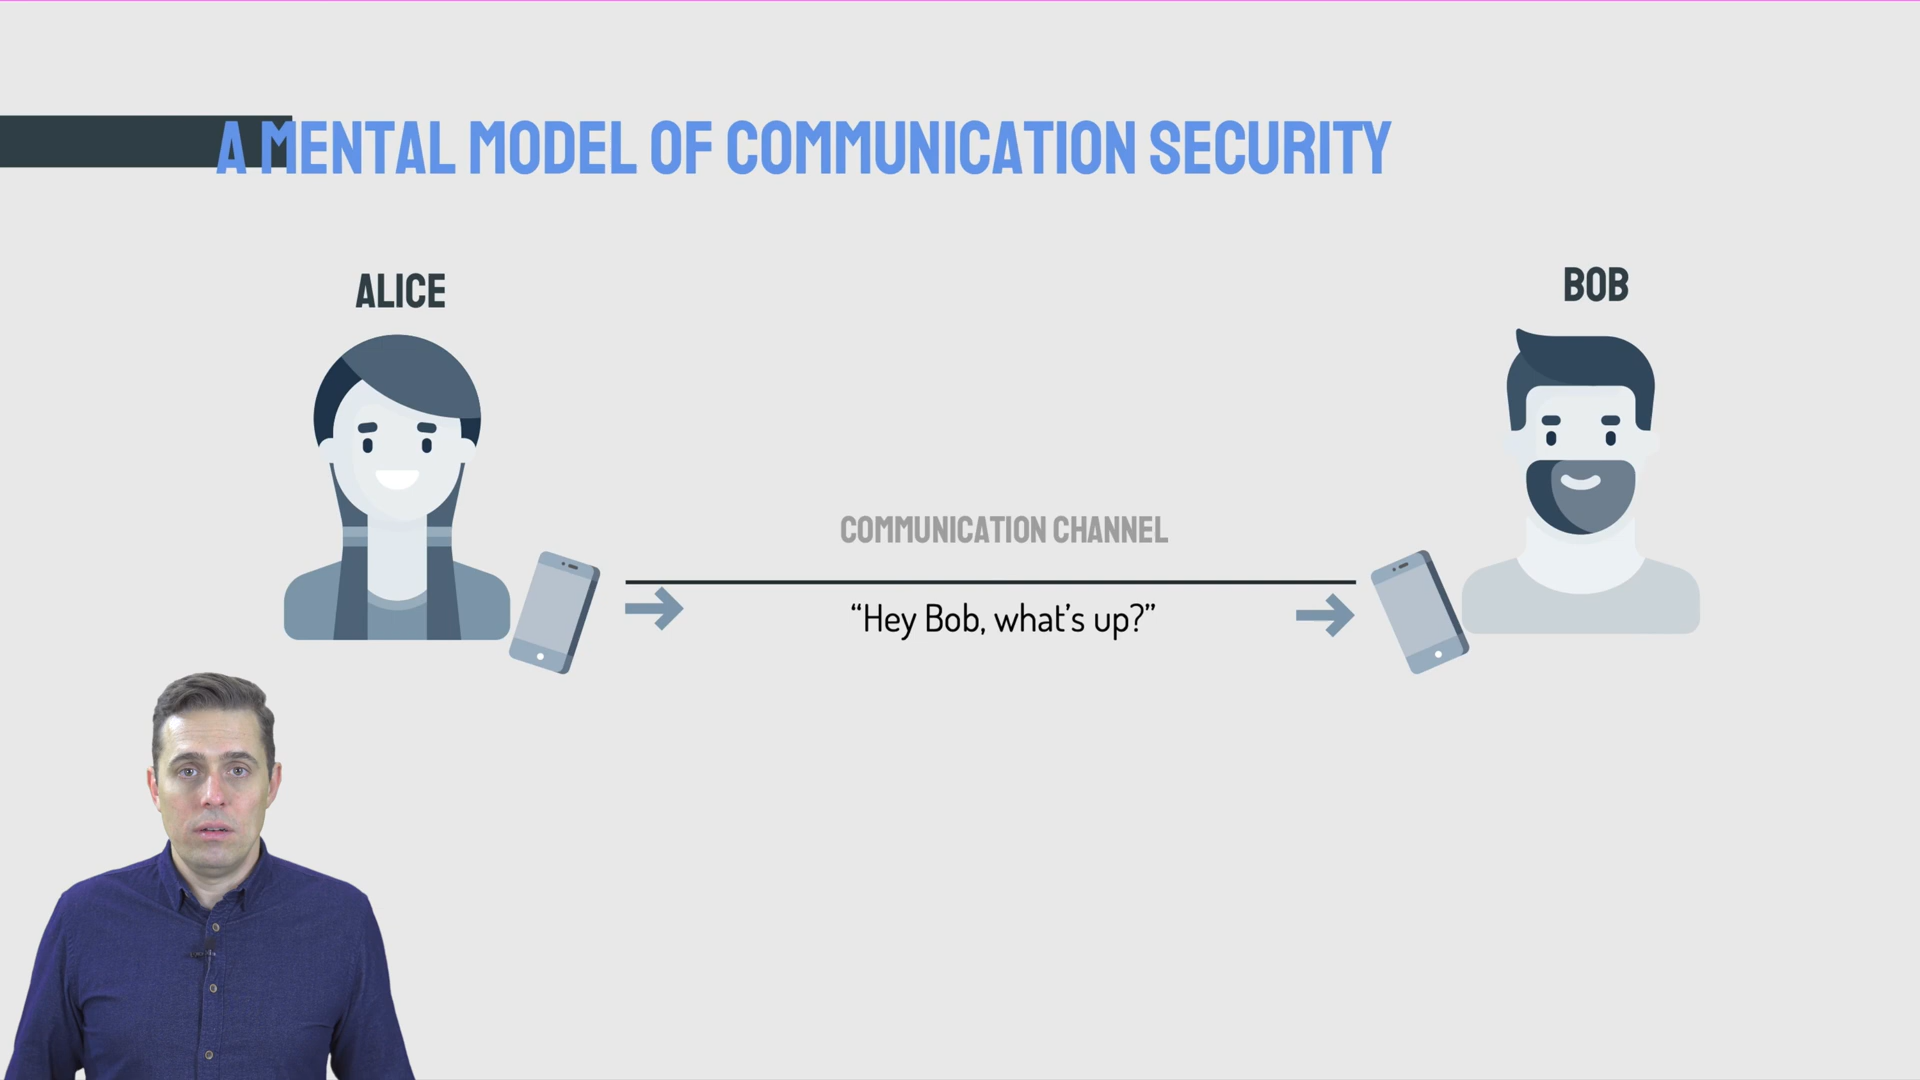 A MENTAL MODEL OF COMMUNICATION SECURITY
ALICE
BOB
COMMUNICATION CHANNEL
“Hey Bob, what’s up?”